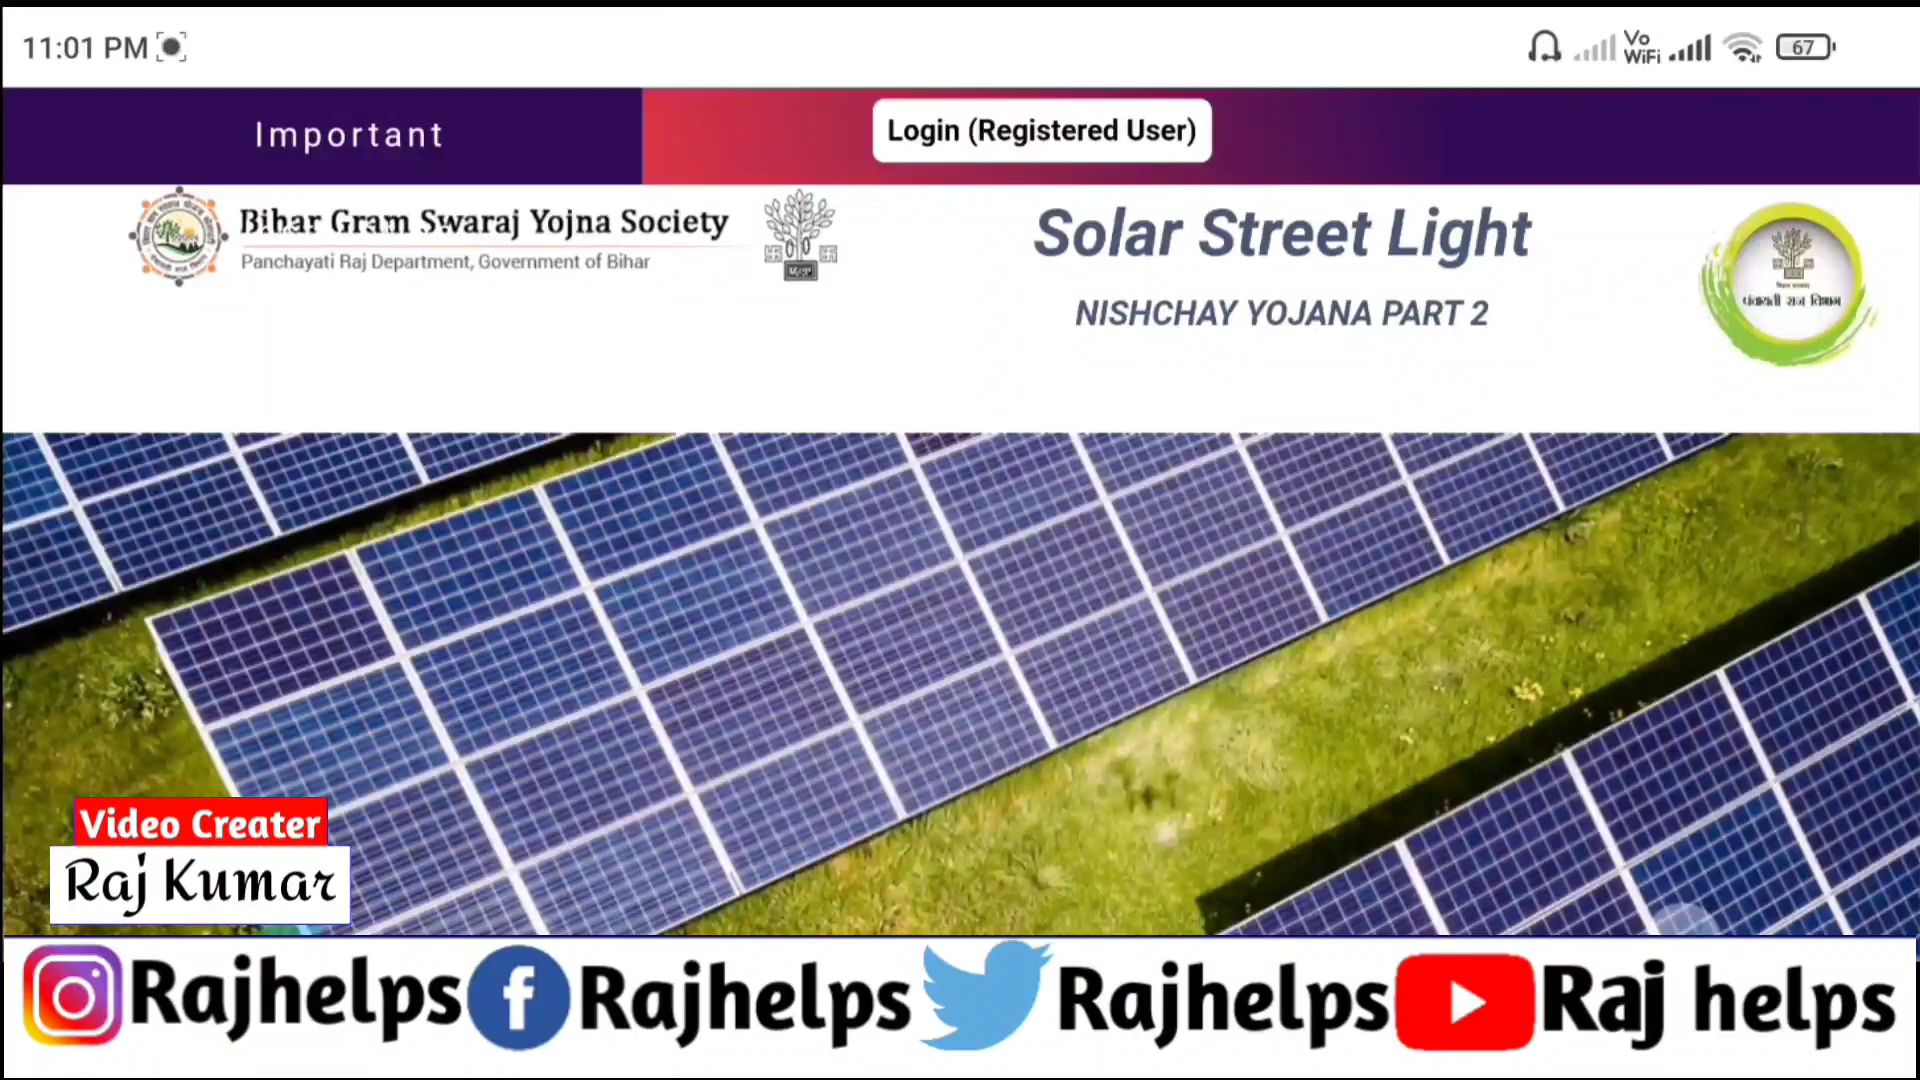 11:01 PM
Vo
WiFi
67
Important
Login (Registered User)
Bihar Gram Swaraj Yojna Society
Panchayati Raj Department, Government of Bihar
Solar Street Light
NISHCHAY YOJANA PART 2
पंचायती राज विभाग
Video Creater
Raj Kumar
Rajhelps
Rajhelps
Rajhelps
Raj helps